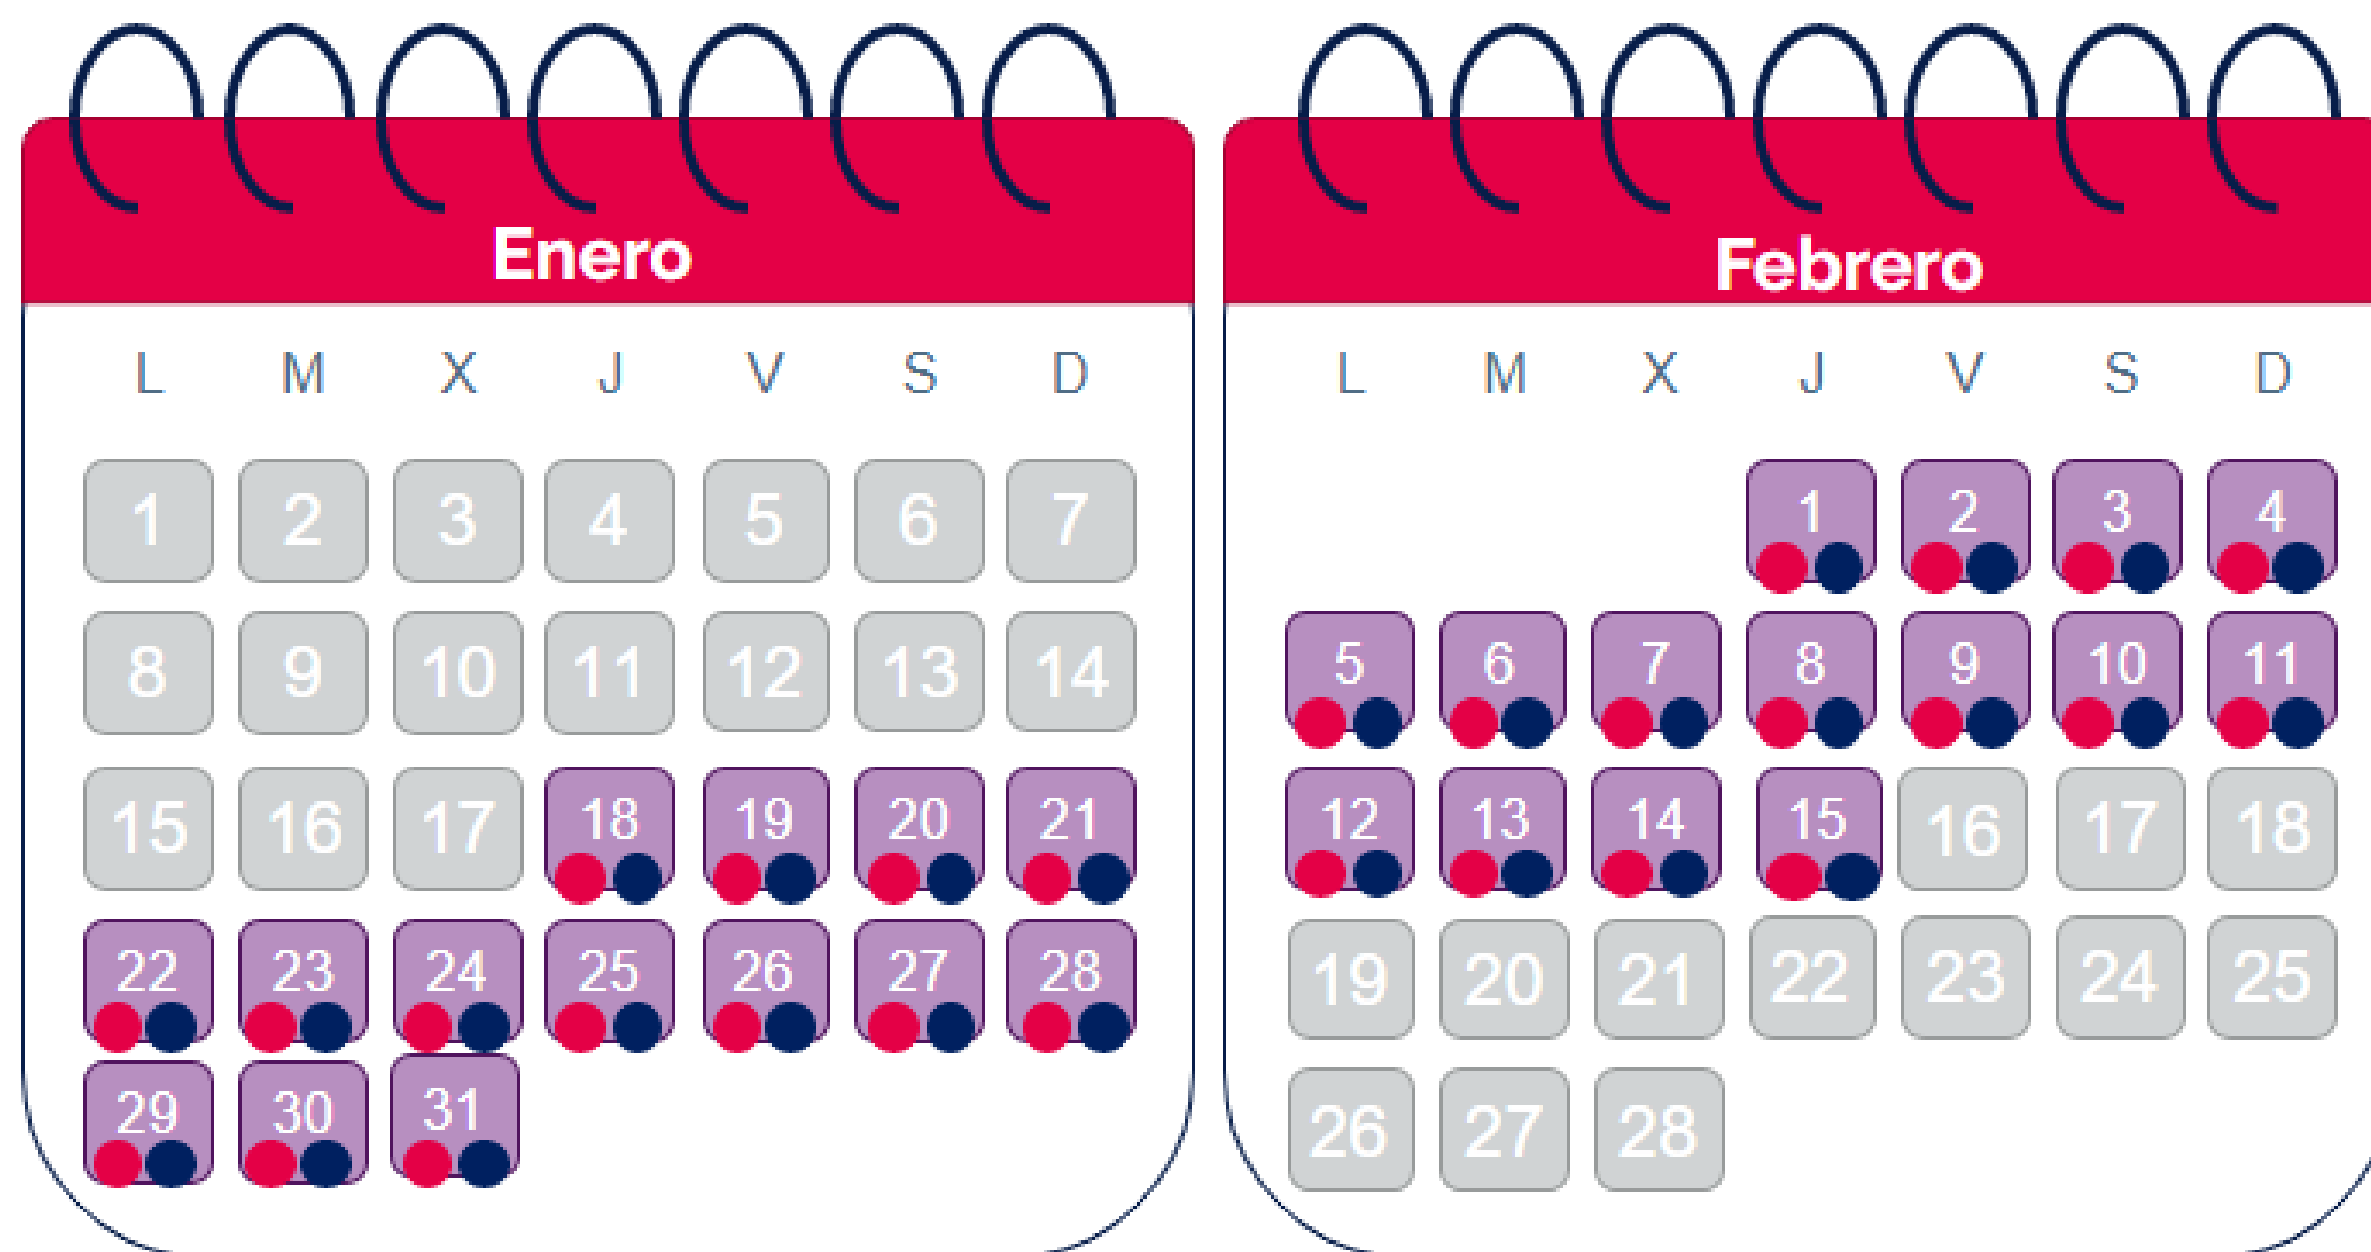 Enero
L M X J V S D
1 2 3 4 5 6 7
8 9 10 11 12 13 14
15 16 17 18 19 20 21
22 23 24 25 26 27 28
29 30 31
Febrero
L M X J V S D
1 2 3 4
5 6 7 8 9 10 11
12 13 14 15 16 17 18
19 20 21 22 23 24 25
26 27 28